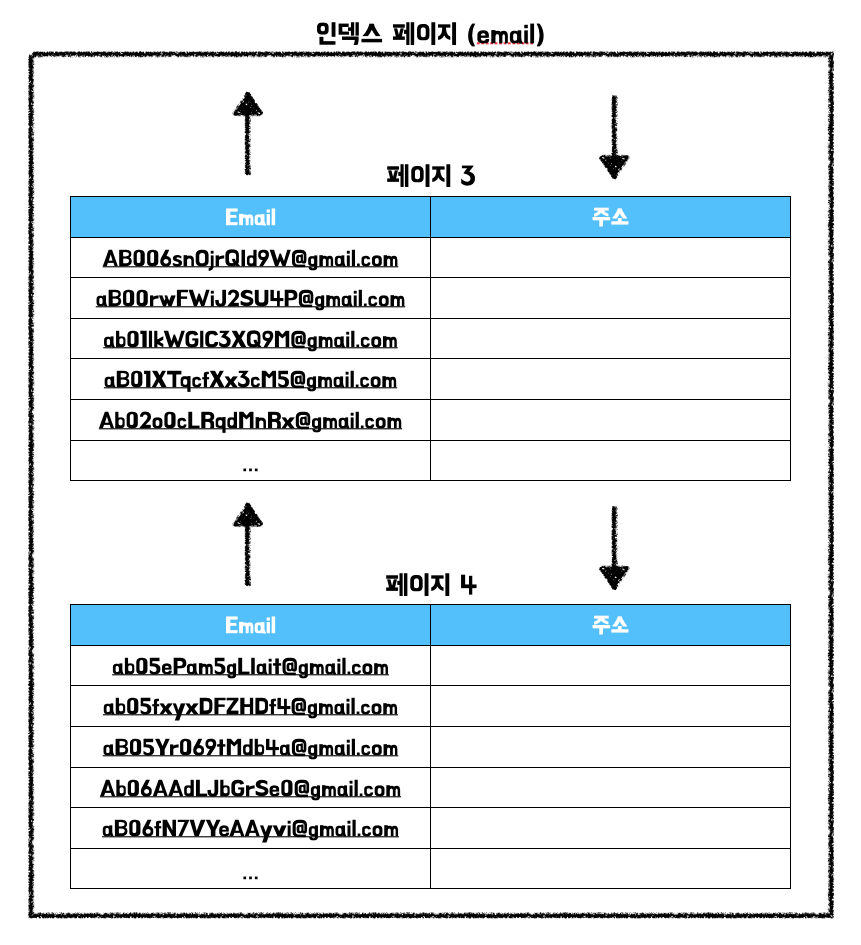 인덱스 페이지 (email)
페이지 3
Email 주소
AB006snOjrQld9W@gmail.com
aB00rwFWiJ2SU4P@gmail.com
ab01lkWGlC3XQ9M@gmail.com
aB01XTqcfXx3cM5@gmail.com
Ab02o0cLRqdMnRx@gmail.com
...
페이지 4
Email 주소
ab05ePam5gLlait@gmail.com
ab05fxyxDFZHDf4@gmail.com
aB05Yr069tMdb4a@gmail.com
Ab06AAdLJbGrSe0@gmail.com
aB06fN7VYeAAyvi@gmail.com
...